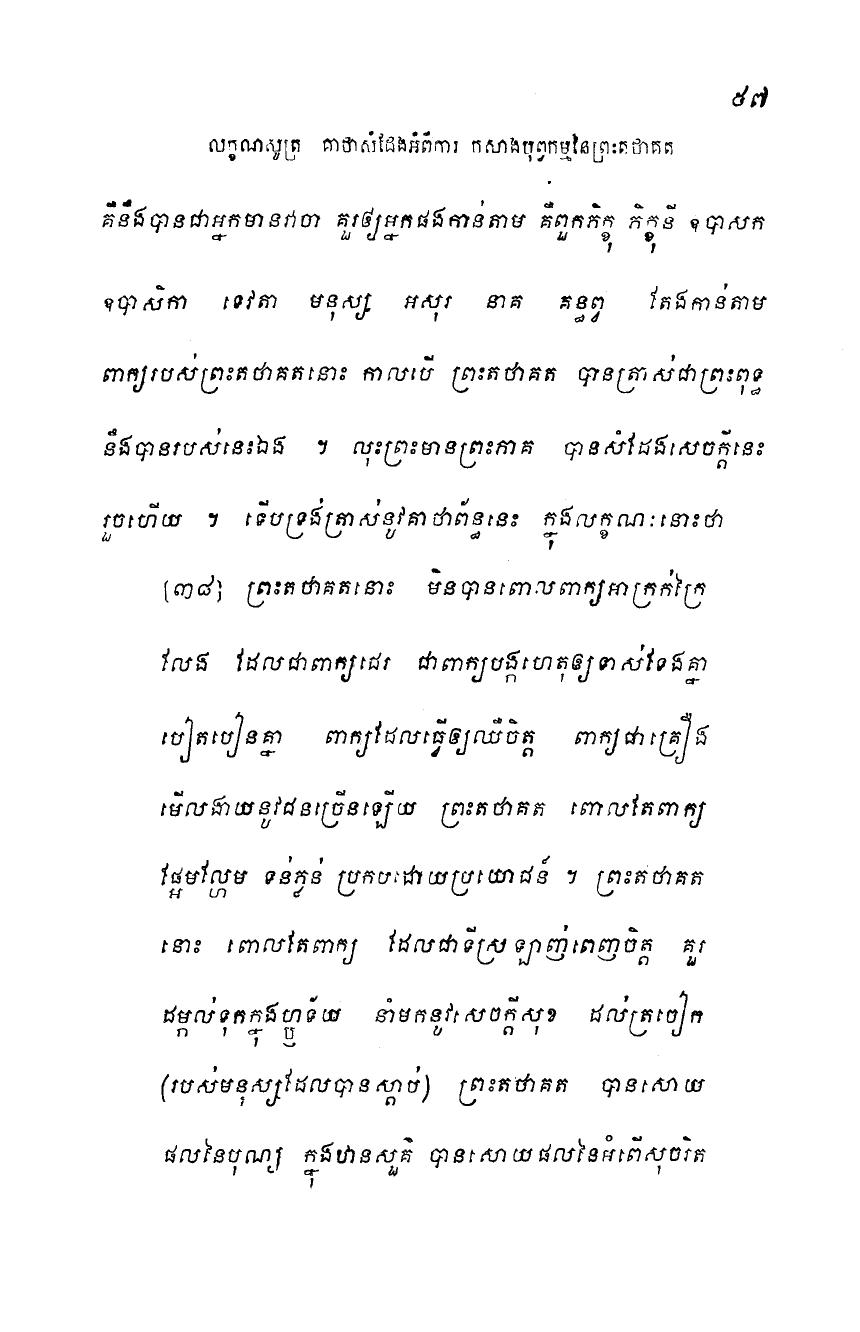 ៥៧
លក្ខណសូត្រ គាថាសំដែងអំពីការ កសាងបុព្វកម្មនៃព្រះតថាគត
គឺនឹងបានជាអ្នកមានវាចា គួរឲ្យអ្នកផងកាន់តាម គឺពួកភិក្ខុ ភិក្ខុនី ឧបាសក
ឧបាសិកា ទេវតា មនុស្ស អសុរ នាគ គន្ធព្វ តែងកាន់តាម
ពាក្យរបស់ព្រះតថាគតនោះ កាលបើ ព្រះតថាគត បានត្រាស់ជាព្រះពុទ្ធ
នឹងបានរបស់នេះឯង ។ លុះព្រះមានព្រះភាគ បានសំដែងសេចក្តីនេះ
រួចហើយ ។ ទើបទ្រង់ត្រាស់នូវគាថាព័ន្ធនេះ ក្នុងលក្ខណៈនោះថា
[៣៨] ព្រះតថាគតនោះ មិនបានពោលពាក្យអាក្រក់ក្រៃ
លែង ដែលជាពាក្យជេរ ជាពាក្យបង្កហេតុឲ្យទាស់ទែងគ្នា
បៀតបៀនគ្នា ពាក្យដែលធ្វើឲ្យឈឺចិត្ត ពាក្យជាគ្រឿង
មើលងាយនូវជនច្រើនឡើយ ព្រះតថាគត ពោលតែពាក្យ
ផ្អែមល្ហែម ទន់ភ្លន់ ប្រកបដោយប្រយោជន៍ ។ ព្រះតថាគត
នោះ ពោលតែពាក្យ ដែលជាទីស្រឡាញ់ពេញចិត្ត គួរ
ដម្កល់ទុកក្នុងហ្ឫទ័យ នាំមកនូវសេចក្តីសុខ ដល់ត្រចៀក
(របស់មនុស្សដែលបានស្តាប់) ព្រះតថាគត បានសោយ
ផលនៃបុណ្យ ក្នុងឋានសួគ៌ បានសោយផលនៃអំពើសុចរិត